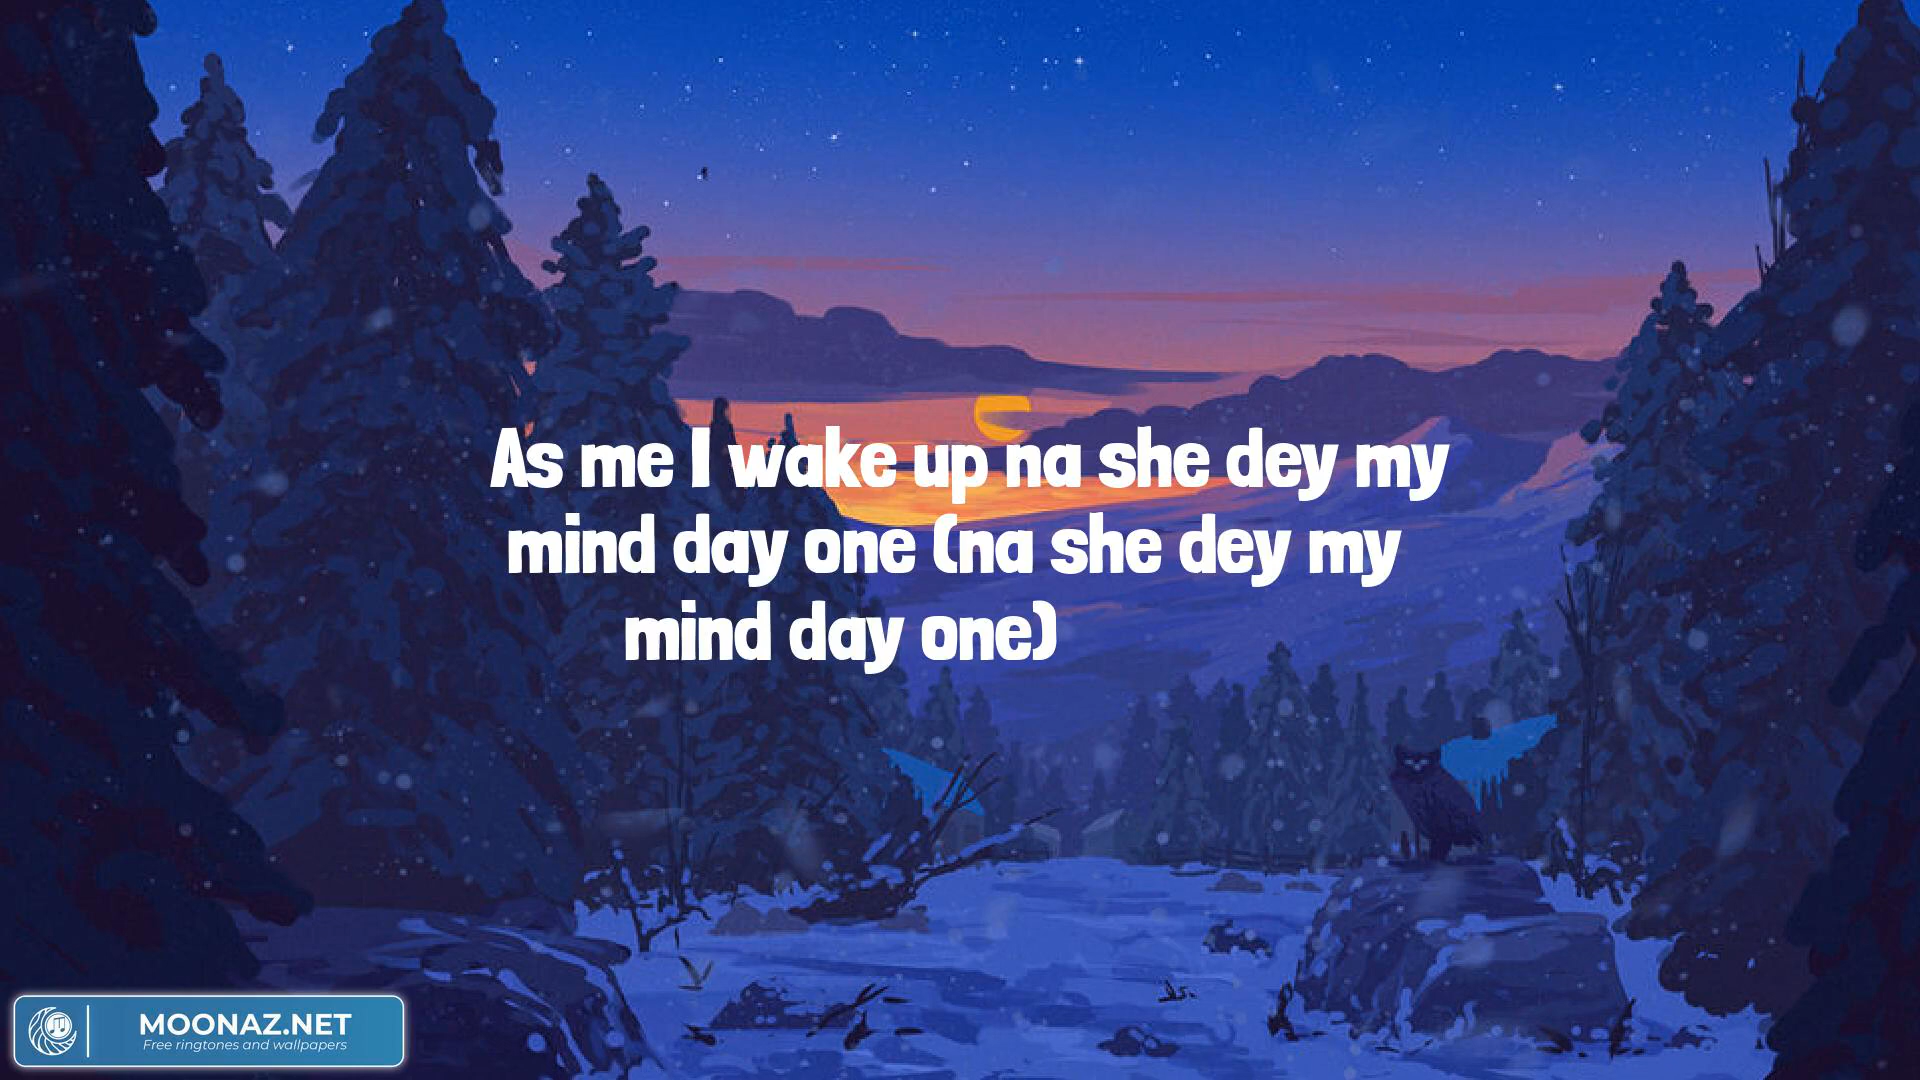 As me I wake up na she dey my
mind day one (na she dey my
mind day one)
MOONAZ.NET
Free ringtones and wallpapers